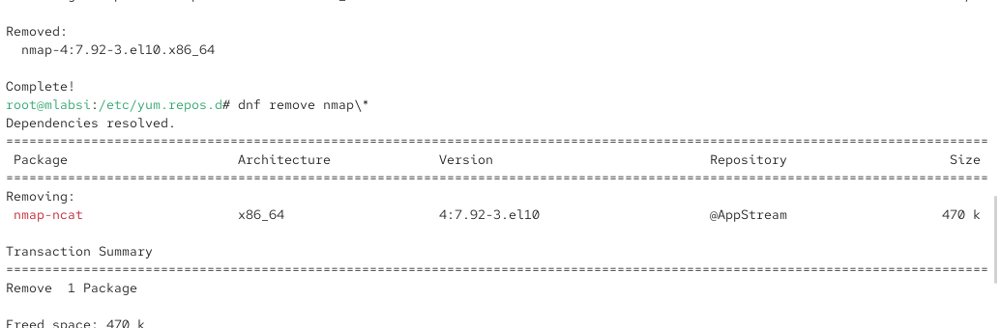 Removed:
  nmap-4:7.92-3.el10.x86_64
Complete!
root@mlabsi:/etc/yum.repos.d# dnf remove nmap\*
Dependencies resolved.
================================================================================================================================
 Package                      Architecture              Version                            Repository                     Size
================================================================================================================================
Removing:
 nmap-ncat                    x86_64                    4:7.92-3.el10                      @AppStream                    470 k
Transaction Summary
================================================================================================================================
Remove  1 Package
Freed space: 470 k